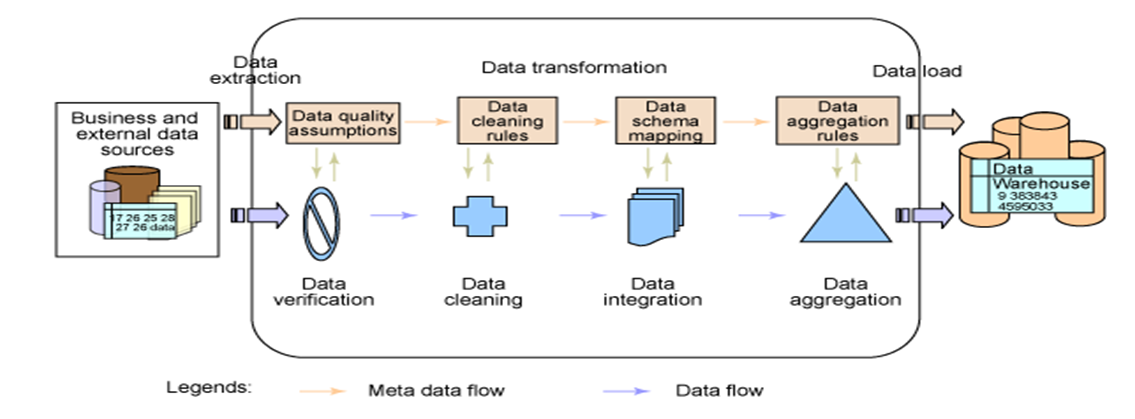 Data
extraction
Data transformation
Data load
Business and
external data
sources
17 26 25 28
27 26 data
Data quality
assumptions
Data
cleaning
rules
Data
schema
mapping
Data
aggregation
rules
Data
Warehouse
9 383843
4595033
Data
verification
Data
cleaning
Data
integration
Data
aggregation
Legends:
Meta data flow
Data flow